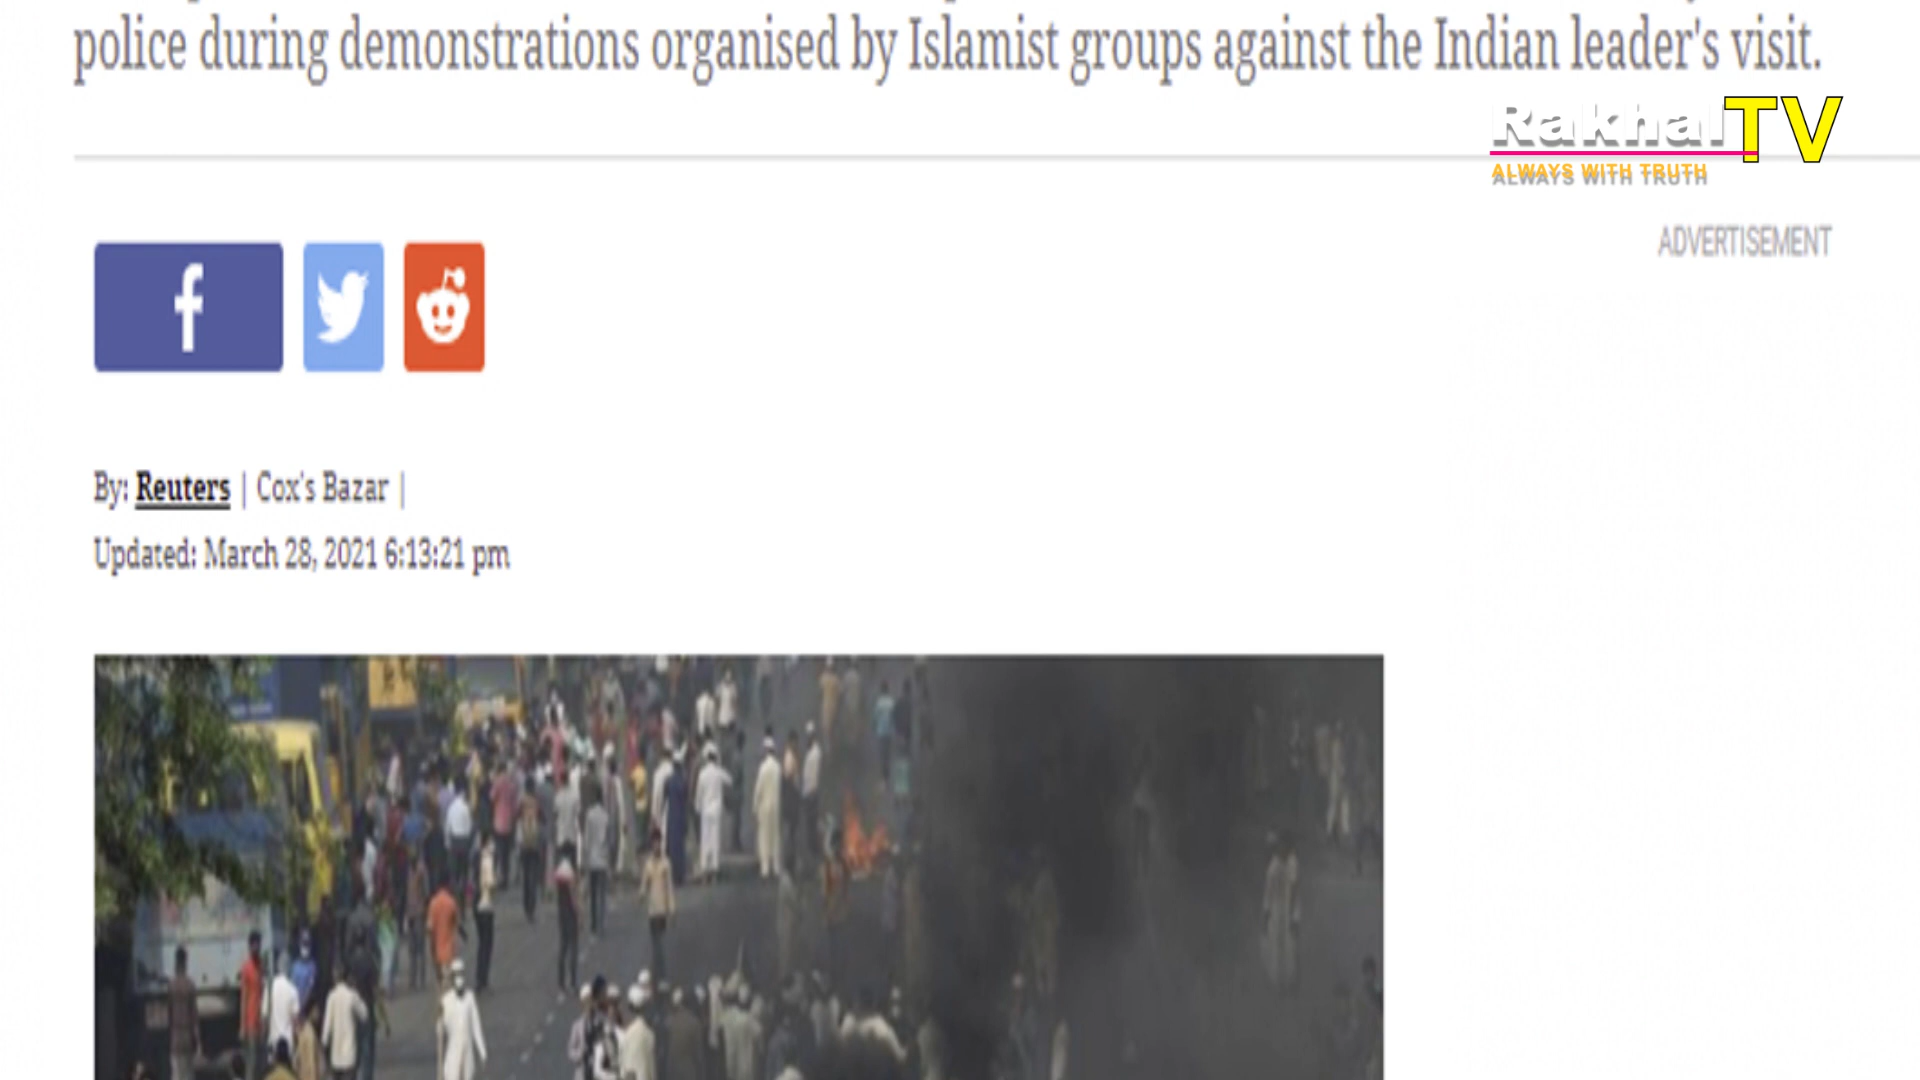 police during demonstrations organised by Islamist groups against the Indian leader's visit.
RakhalTV
ALWAYS WITH TRUTH
ADVERTISEMENT
By: Reuters | Cox's Bazar |
Updated: March 28, 2021 6:13:21 pm